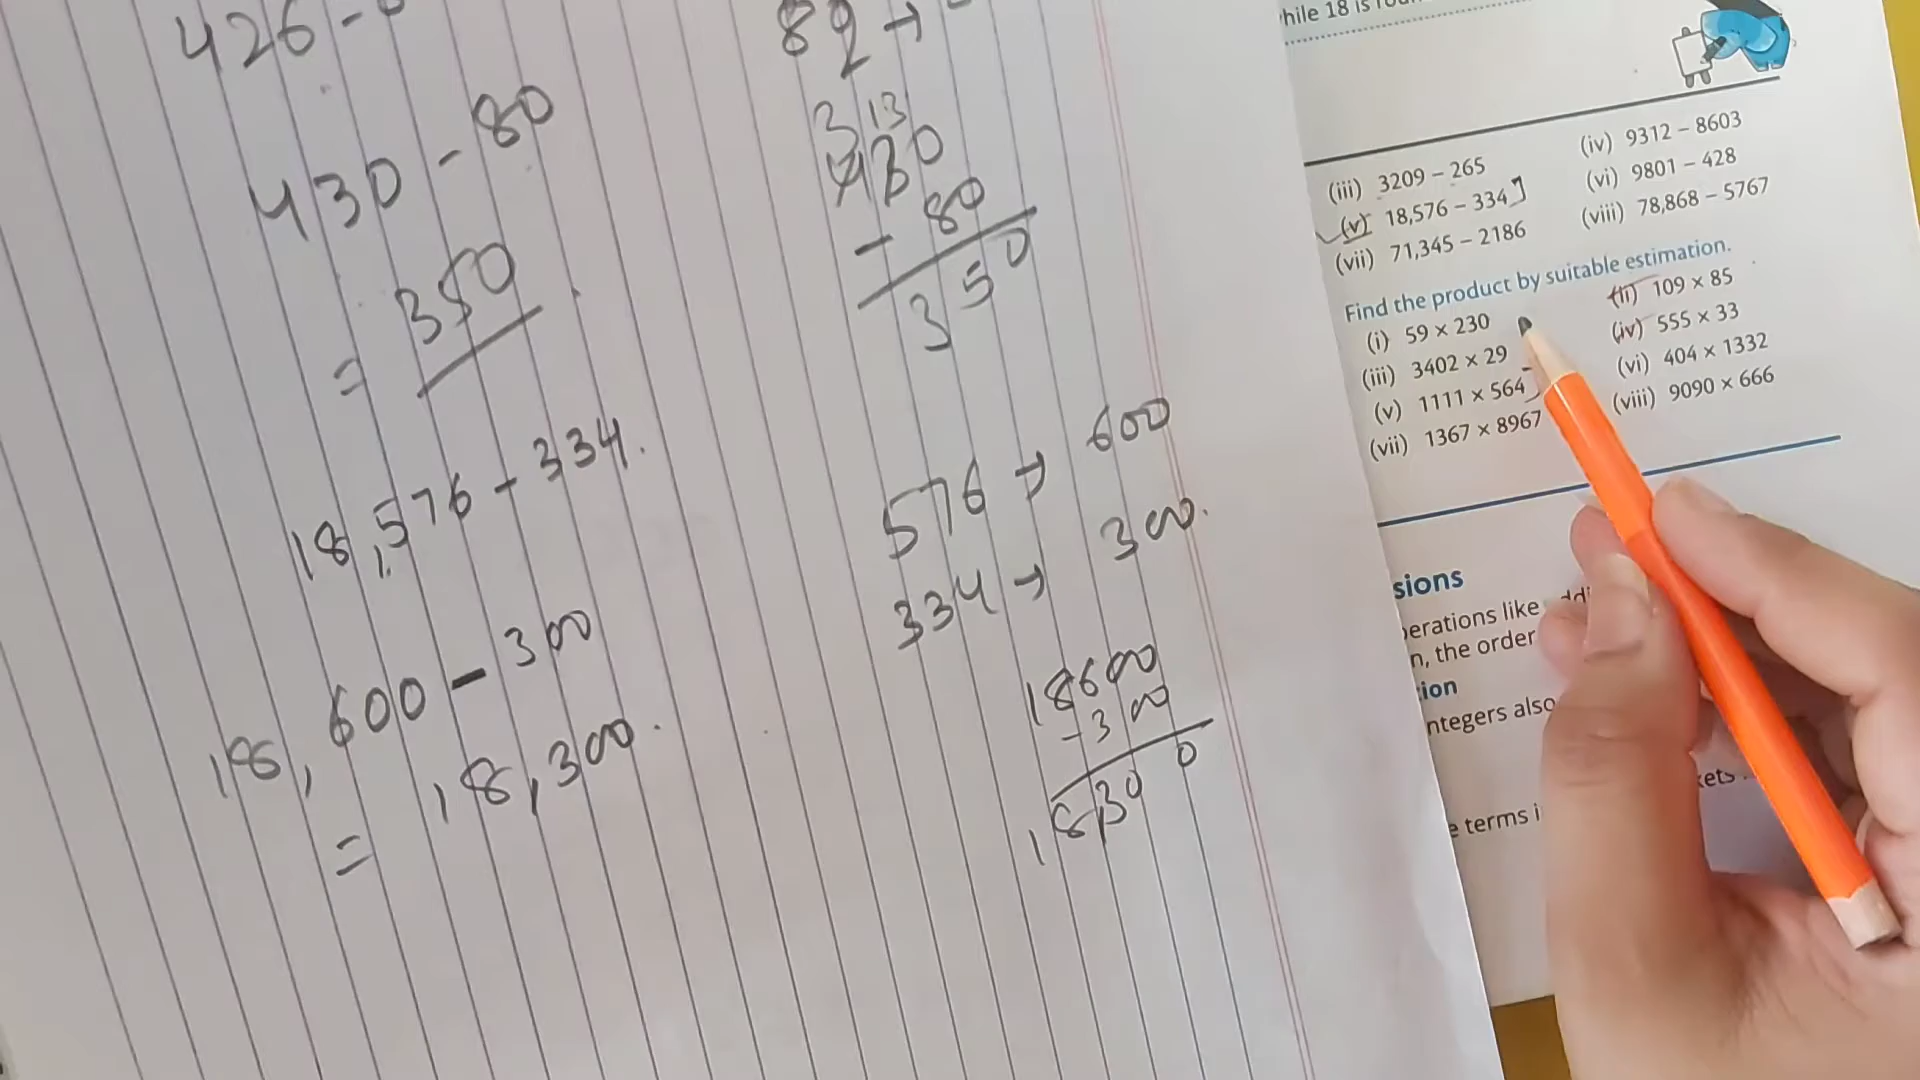 426 -
430 - 80
= 350
18,576 - 334.
18,600 - 300
= 18,300.
82 →
3 13
430
- 80
350
576 → 600
334 → 300.
18600
- 300
18,300
hile 18 is
(iii) 3209 – 265
(iv) 9312 – 8603
(v) 18,576 – 334
(vi) 9801 – 428
(vii) 71,345 – 2186
(viii) 78,868 – 5767
Find the product by suitable estimation.
(i) 59 × 230
(ii) 109 × 85
(iii) 3402 × 29
(iv) 555 × 33
(v) 1111 × 564
(vi) 404 × 1332
(vii) 1367 × 8967
(viii) 9090 × 666
sions
erations like
n, the order
ion
ntegers also
kets
e terms i